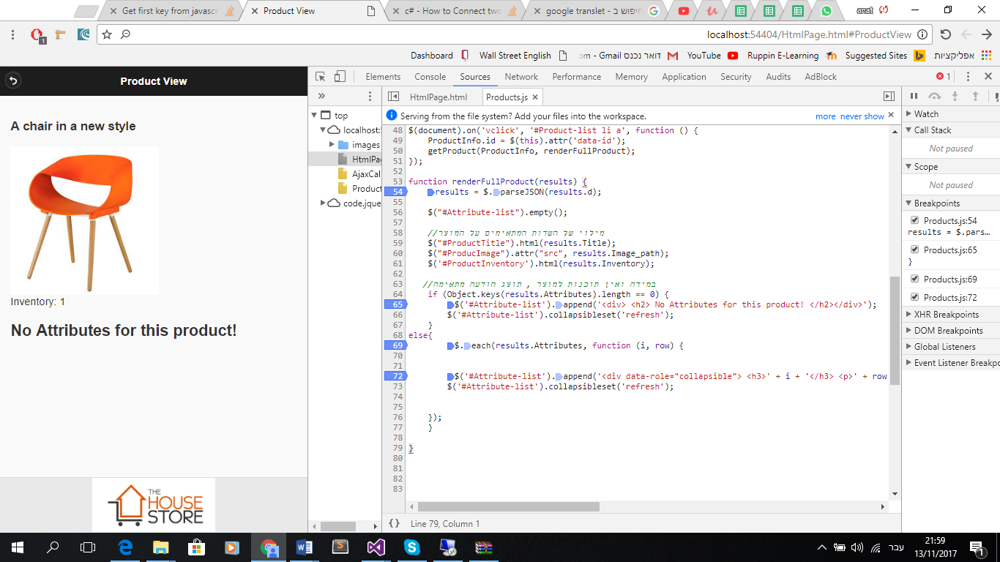 Get first key from javascr
Product View
c# - How to Connect two
google translet - חיפוש ב
anat
localhost:54404/HtmlPage.html#ProductView
1
Dashboard
Wall Street English
om - Gmail דואר נכנס
YouTube
Ruppin E-Learning
Suggested Sites
אפליקציות
Product View
A chair in a new style
Inventory: 1
No Attributes for this product!
THE
HOUSE
STORE
Elements Console Sources Network Performance Memory Application Security Audits AdBlock
1
top
localhost:5
images
HtmlPag
AjaxCal
Product
code.jque
HtmlPage.html
Products.js
Serving from the file system? Add your files into the workspace.
more never show
48 $(document).on('vclick', '#Product-list li a', function () {
49 ProductInfo.id = $(this).attr('data-id');
50 getProduct(ProductInfo, renderFullProduct);
51 });
52
53 function renderFullProduct(results) {
54 results = $.parseJSON(results.d);
55
56 $("#Attribute-list").empty();
57
58 //מילוי של השדות המתאימים על המוצר
59 $("#ProductTitle").html(results.Title);
60 $("#ProducImage").attr("src", results.Image_path);
61 $('#ProductInventory').html(results.Inventory);
62
63 //במידה ואין תוכנות למוצר , תוצג הודעה מתאימה
64 if (Object.keys(results.Attributes).length == 0) {
65 $('#Attribute-list').append('<div> <h2> No Attributes for this product! </h2></div>');
66 $('#Attribute-list').collapsibleset('refresh');
67 }
68 else{
69 $.each(results.Attributes, function (i, row) {
70
71
72 $('#Attribute-list').append('<div data-role="collapsible"> <h3>' + i + '</h3> <p>' + row
73 $('#Attribute-list').collapsibleset('refresh');
74
75
76 });
77 }
78
79 }
80
81
82
83
{} Line 79, Column 1
Watch
Call Stack
Not paused
Scope
Not paused
Breakpoints
Products.js:54
results = $.pars...
Products.js:65
}
Products.js:69
Products.js:72
XHR Breakpoints
DOM Breakpoints
Global Listeners
Event Listener Breakpo
עבר
21:59
13/11/2017
1